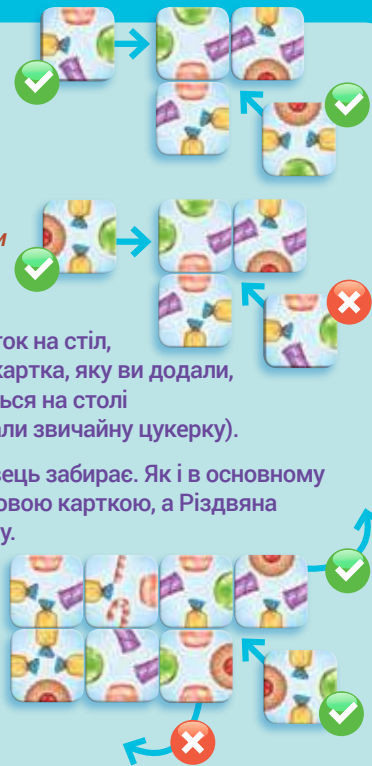 и
ток на стіл,
картка, яку ви додали,
ться на столі
али звичайну цукерку).
вець забирає. Як і в основному
овою карткою, а Різдвяна
у.